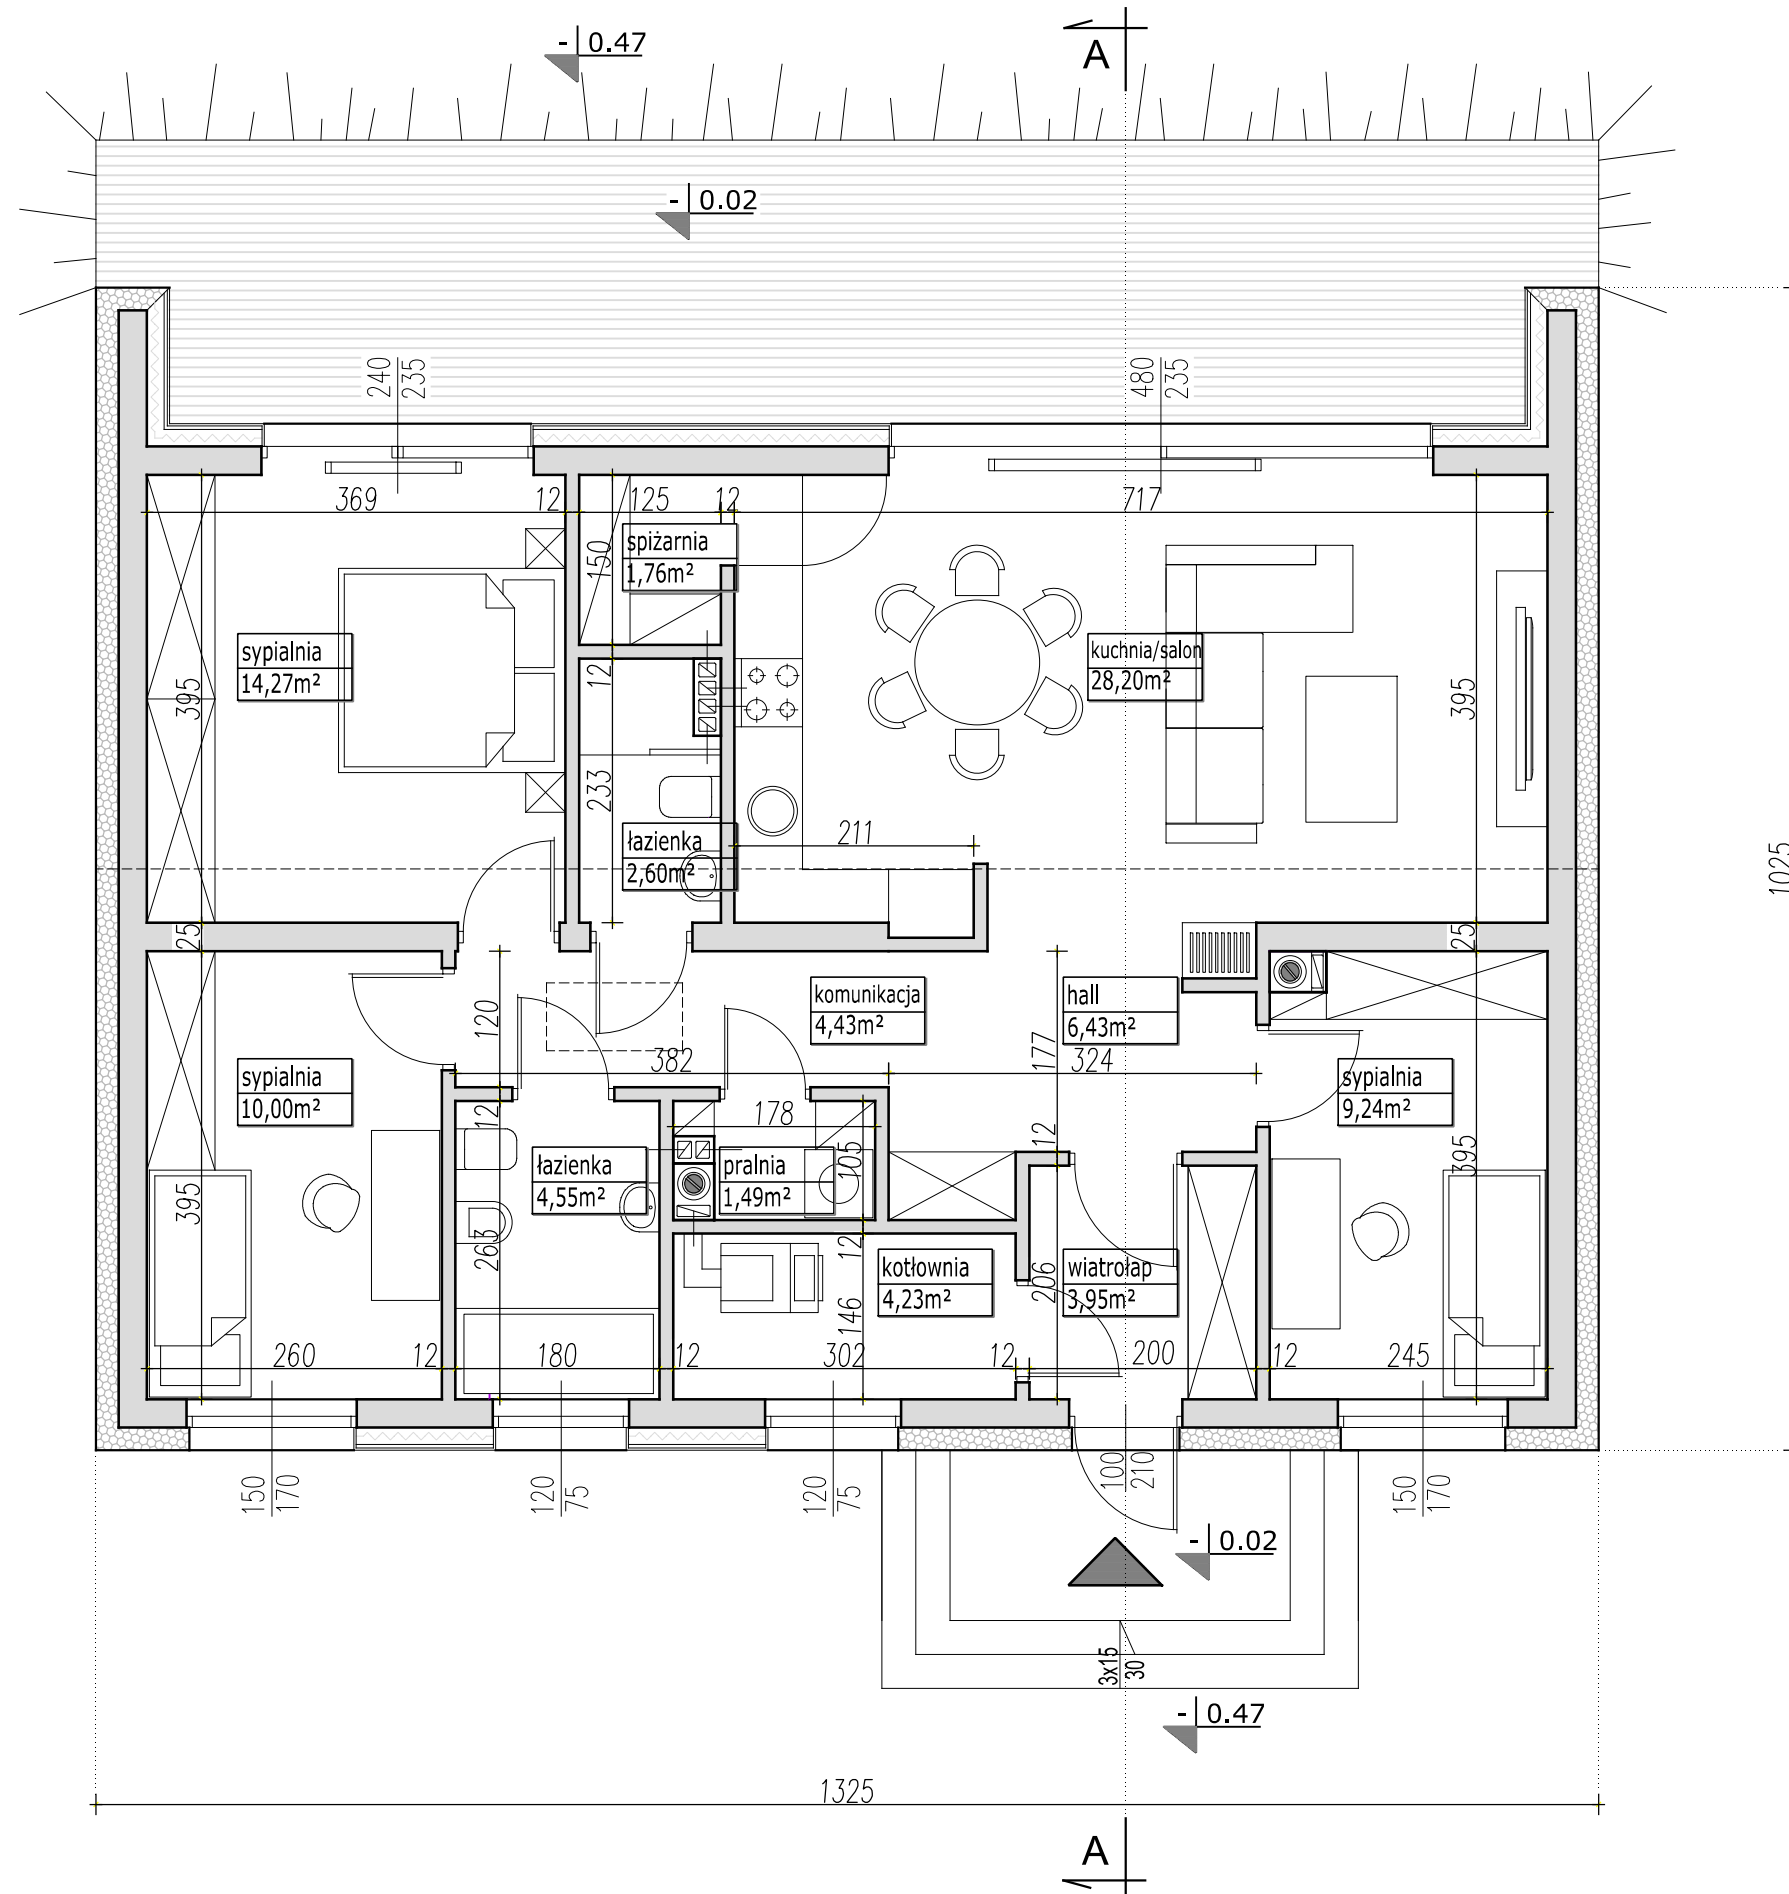 A
- 0.47
- 0.02
240
235
480
235
369
12
125
12
717
spiżarnia
1,76m²
150
sypialnia
14,27m²
395
12
kuchnia/salon
28,20m²
395
233
łazienka
2,60m²
211
1025
25
25
komunikacja
4,43m²
hall
6,43m²
120
382
177
324
sypialnia
10,00m²
sypialnia
9,24m²
12
178
105
12
łazienka
4,55m²
pralnia
1,49m²
395
395
263
12
kotłownia
4,23m²
206
wiatrołap
3,95m²
146
260
12
180
12
302
12
200
12
245
150
170
120
75
120
75
100
210
150
170
- 0.02
3x15
30
- 0.47
1325
A